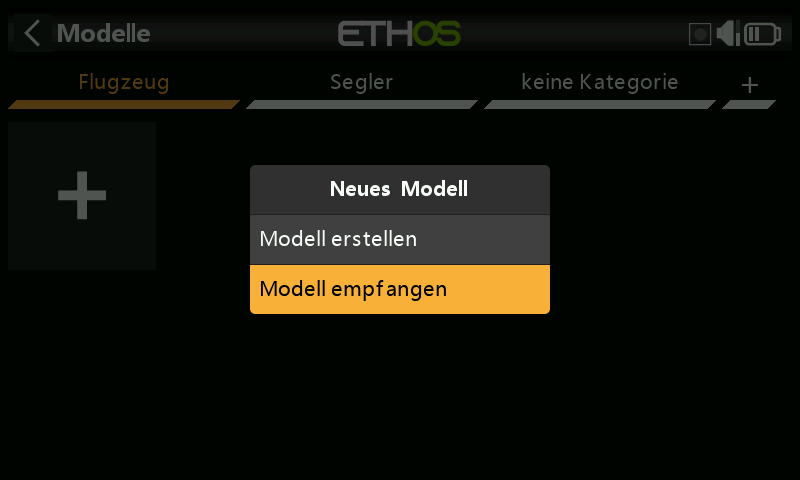 Modelle
ETHOS
Flugzeug
Segler
keine Kategorie
+
Neues Modell
Modell erstellen
Modell empfangen